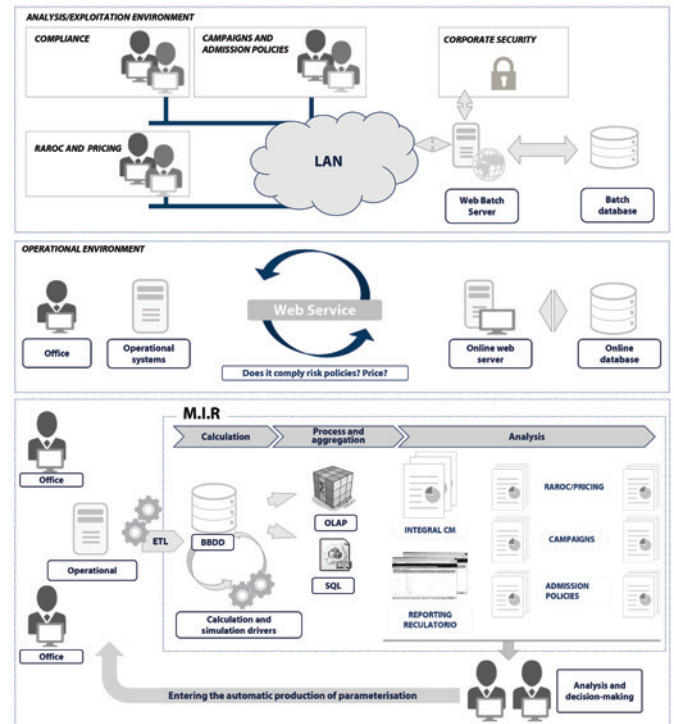 ANALYSIS/EXPLOITATION ENVIRONMENT
COMPLIANCE
CAMPAIGNS AND
ADMISSION POLICIES
CORPORATE SECURITY
RAROC AND PRICING
LAN
Web Batch
Server
Batch
database
OPERATIONAL ENVIRONMENT
Web Service
Office
Operational
systems
Online web
server
Online
database
Does it comply risk policies? Price?
M.I.R
Calculation
Process and
aggregation
Analysis
Office
ETL
BBDD
OLAP
INTEGRAL CM
RAROC/PRICING
Operational
SQL
SQL
CAMPAIGNS
Calculation and
simulation drivers
REPORTING
RECULATORIO
ADMISSION
POLICIES
Office
Entering the automatic production of parameterisation
Analysis and
decision-making